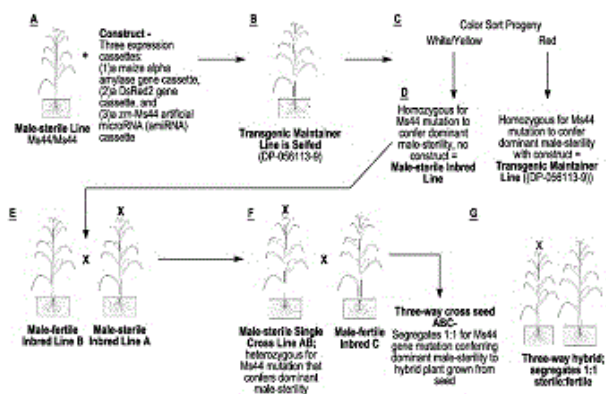 A
Construct -
Three expression
cassettes:
(1)a maize alpha
amylase gene cassette,
(2)a DsRed2 gene
cassette, and
(3)a zm-Ms44 artificial
microRNA (amiRNA)
cassette
+
Male-sterile Line
Ms44/Ms44
B
Transgenic Maintainer
Line is Selfed
(DP-056113-9)
C
Color Sort Progeny
White/Yellow
Red
D
Homozygous for
Ms44 mutation to
confer dominant
male-sterility, no
construct =
Male-sterile Inbred
Line
Homozygous for Ms44
mutation to confer
dominant male-sterility
with construct =
Transgenic Maintainer
Line ((DP-056113-9))
E
X
X
Male-fertile
Inbred Line B
Male-sterile
Inbred Line A
F
X
X
Male-sterile Single
Cross Line AB;
heterozygous for
Ms44 mutation that
confers dominant
male-sterility
Male-fertile
Inbred C
Three-way cross seed
ABC-
Segregates 1:1 for Ms44
gene mutation conferring
dominant male-sterility to
hybrid plant grown from
seed
G
X
Three-way hybrid;
segregates 1:1
sterile:fertile